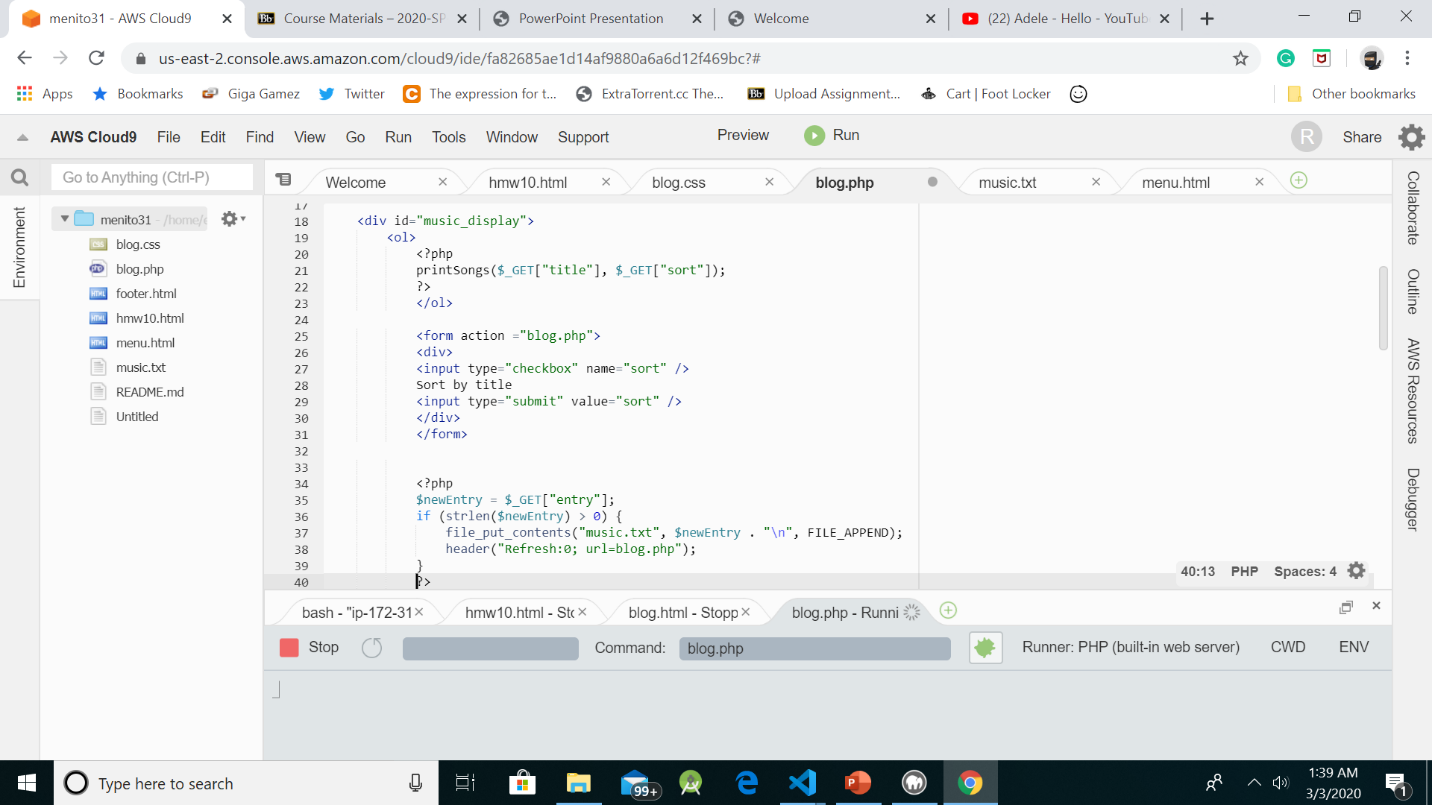 menito31 - AWS Cloud9
Course Materials – 2020-SP
PowerPoint Presentation
Welcome
(22) Adele - Hello - YouTub
us-east-2.console.aws.amazon.com/cloud9/ide/fa82685ae1d14af9880a6a6d12f469bc?#
Apps Bookmarks Giga Gamez Twitter The expression for t... ExtraTorrent.cc The... Bb Upload Assignment... Cart | Foot Locker Other bookmarks
AWS Cloud9 File Edit Find View Go Run Tools Window Support Preview Run R Share
Go to Anything (Ctrl-P)
Welcome hmw10.html blog.css blog.php music.txt menu.html
Environment
menito31 - /home/
blog.css
blog.php
footer.html
hmw10.html
menu.html
music.txt
README.md
Untitled
17
18 <div id="music_display">
19 <ol>
20 <?php
21 printSongs($_GET["title"], $_GET["sort"]);
22 ?>
23 </ol>
24
25 <form action ="blog.php">
26 <div>
27 <input type="checkbox" name="sort" />
28 Sort by title
29 <input type="submit" value="sort" />
30 </div>
31 </form>
32
33
34 <?php
35 $newEntry = $_GET["entry"];
36 if (strlen($newEntry) > 0) {
37 file_put_contents("music.txt", $newEntry . "\n", FILE_APPEND);
38 header("Refresh:0; url=blog.php");
39 }
40 ?>
40:13 PHP Spaces: 4
Collaborate
Outline
AWS Resources
Debugger
bash - "ip-172-31 hmw10.html - Sto blog.html - Stopp blog.php - Runni
Stop Command: blog.php Runner: PHP (built-in web server) CWD ENV
Type here to search
99+
1:39 AM
3/3/2020
1